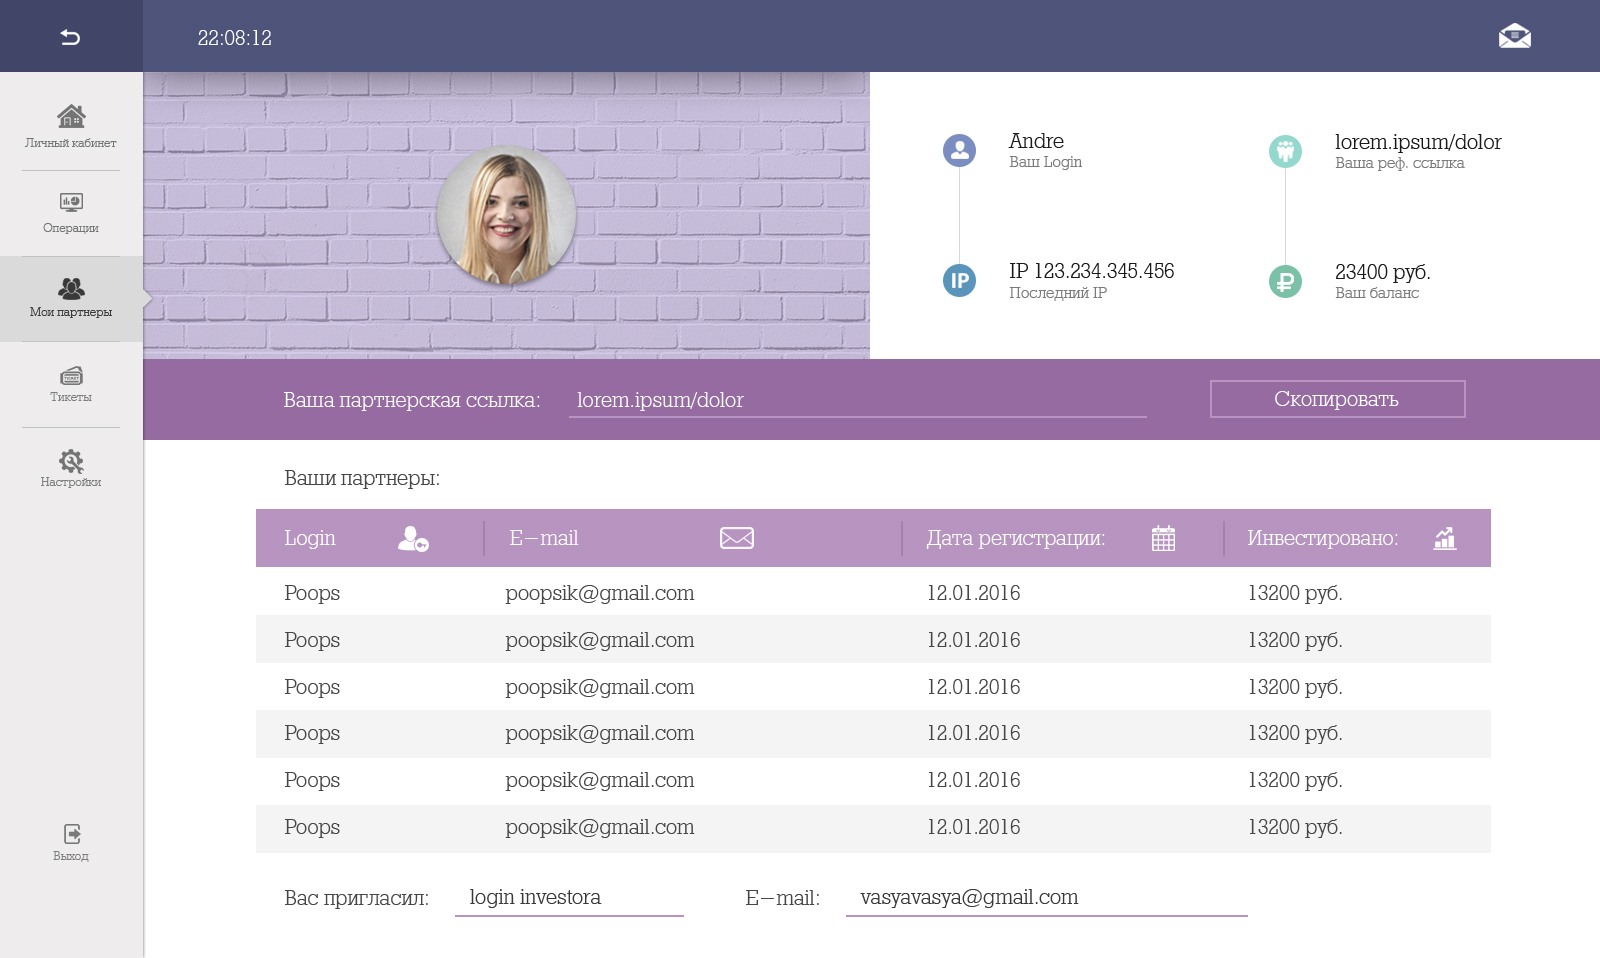 22:08:12
Личный кабинет
Операции
Мои партнеры
Тикеты
Настройки
Выход
Andre
Ваш Login
lorem.ipsum/dolor
Ваша реф. ссылка
IP
IP 123.234.345.456
Последний IP
23400 руб.
Ваш баланс
Ваша партнерская ссылка: lorem.ipsum/dolor Скопировать
Ваши партнеры:
Login E-mail Дата регистрации: Инвестировано:
Poops poopsik@gmail.com 12.01.2016 13200 руб.
Poops poopsik@gmail.com 12.01.2016 13200 руб.
Poops poopsik@gmail.com 12.01.2016 13200 руб.
Poops poopsik@gmail.com 12.01.2016 13200 руб.
Poops poopsik@gmail.com 12.01.2016 13200 руб.
Poops poopsik@gmail.com 12.01.2016 13200 руб.
Вас пригласил: login investora E-mail: vasyavasya@gmail.com